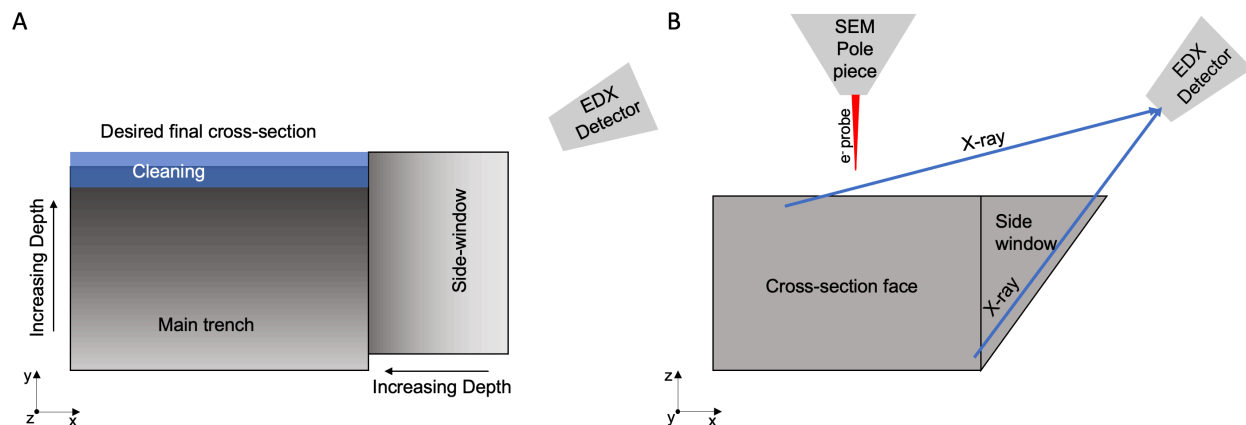 A
EDX
Detector
Desired final cross-section
Cleaning
Increasing Depth
Main trench
Side-window
Increasing Depth
y
z
x
B
SEM
Pole
piece
e- probe
EDX
Detector
X-ray
Side
window
Cross-section face
X-ray
z
y
x